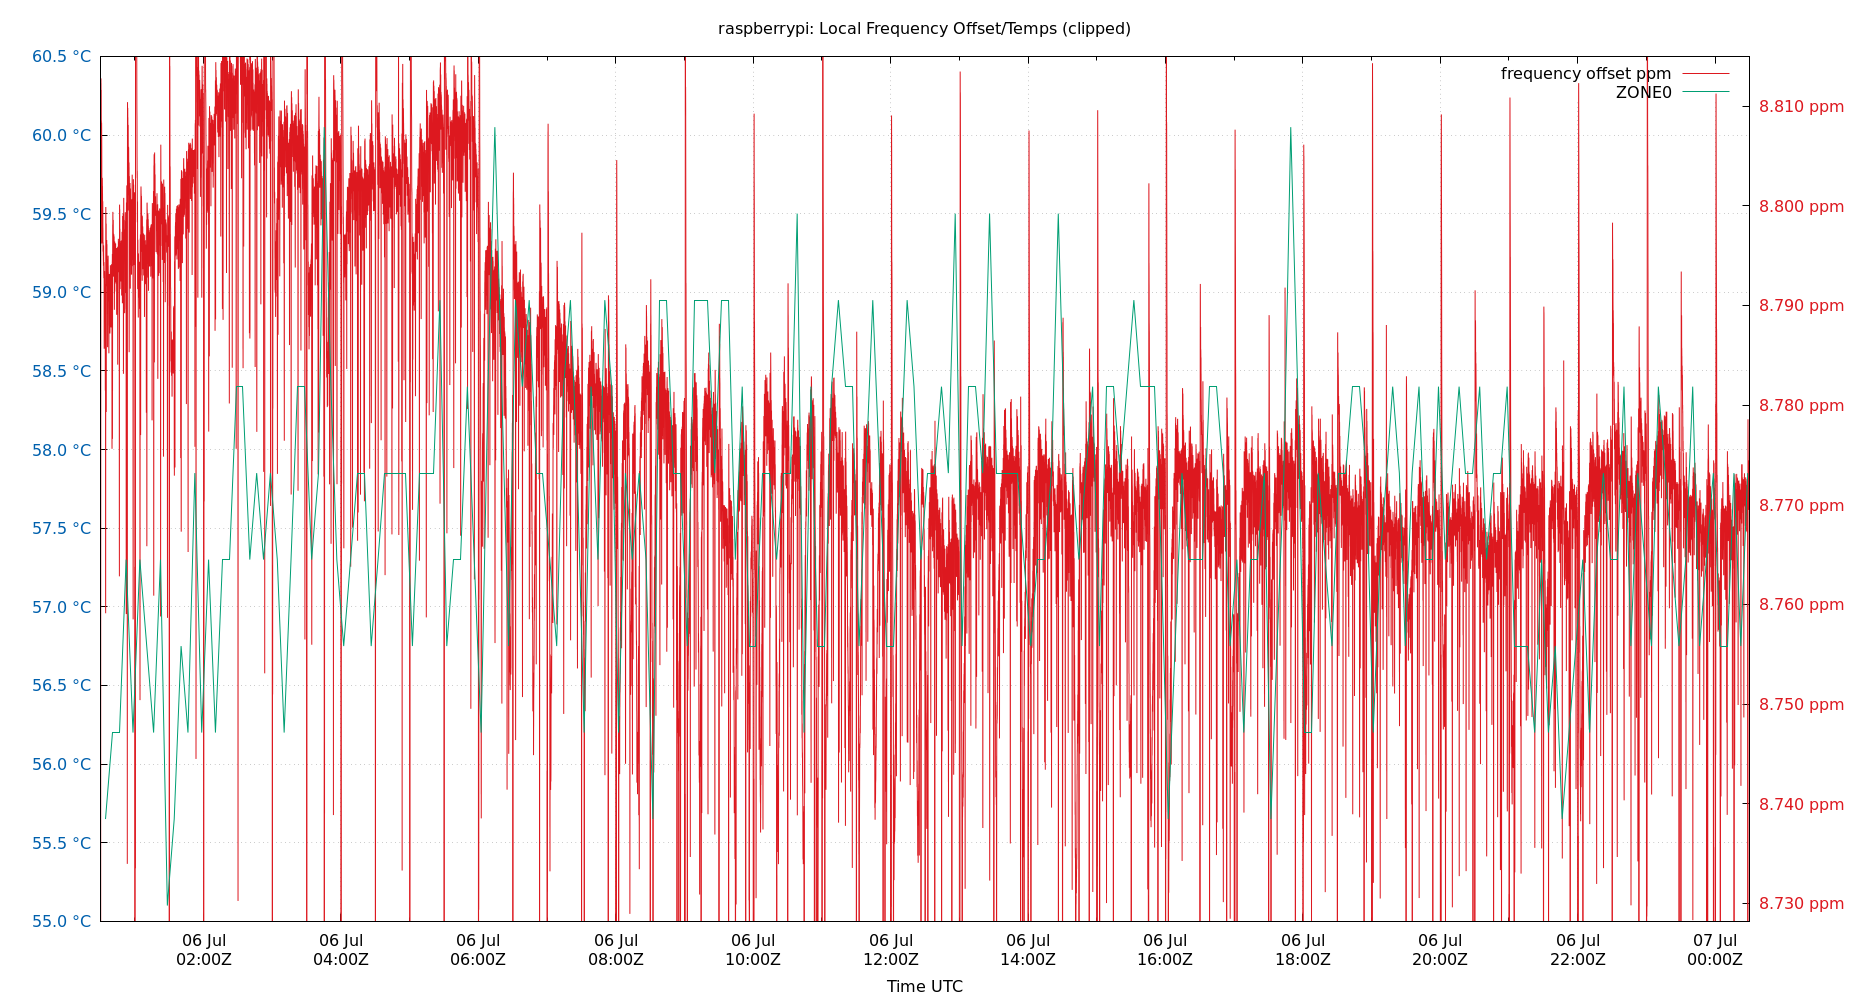 raspberrypi: Local Frequency Offset/Temps (clipped)
frequency offset ppm
ZONE0
60.5 °C
60.0 °C
59.5 °C
59.0 °C
58.5 °C
58.0 °C
57.5 °C
57.0 °C
56.5 °C
56.0 °C
55.5 °C
55.0 °C
8.810 ppm
8.800 ppm
8.790 ppm
8.780 ppm
8.770 ppm
8.760 ppm
8.750 ppm
8.740 ppm
8.730 ppm
06 Jul 06 Jul 06 Jul 06 Jul 06 Jul 06 Jul 06 Jul 06 Jul 06 Jul 06 Jul 06 Jul 07 Jul
02:00Z 04:00Z 06:00Z 08:00Z 10:00Z 12:00Z 14:00Z 16:00Z 18:00Z 20:00Z 22:00Z 00:00Z
Time UTC